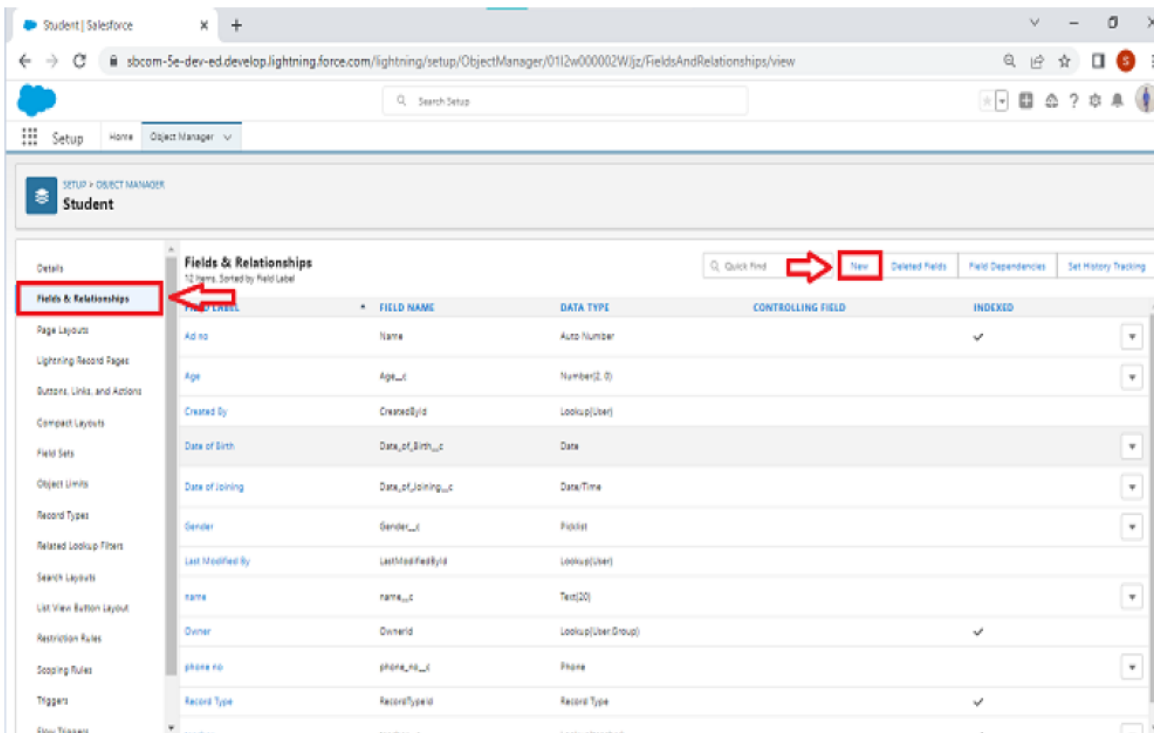 Student | Salesforce
sbcom-5e-dev-ed.develop.lightning.force.com/lightning/setup/ObjectManager/01I2w000002WJjz/FieldsAndRelationships/view
S
Search Setup
Setup Home Object Manager
SETUP > OBJECT MANAGER
Student
Details
Fields & Relationships
Page Layouts
Lightning Record Pages
Buttons, Links, and Actions
Compact Layouts
Field Sets
Object Limits
Record Types
Related Lookup Filters
Search Layouts
List View Button Layout
Restriction Rules
Scoping Rules
Triggers
Flow Triggers
Fields & Relationships
12 Items, Sorted by Field Label
Quick Find New Deleted Fields Field Dependencies Set History Tracking
FIELD LABEL FIELD NAME DATA TYPE CONTROLLING FIELD INDEXED
Ad no Name Auto Number
Age Age__c Number(2, 0)
Created By CreatedById Lookup(User)
Date of Birth Date_of_Birth__c Date
Date of Joining Date_of_Joining__c Date/Time
Gender Gender__c Picklist
Last Modified By LastModifiedById Lookup(User)
name name__c Text(20)
Owner OwnerId Lookup(User,Group)
phone no phone_no__c Phone
Record Type RecordTypeId Record Type